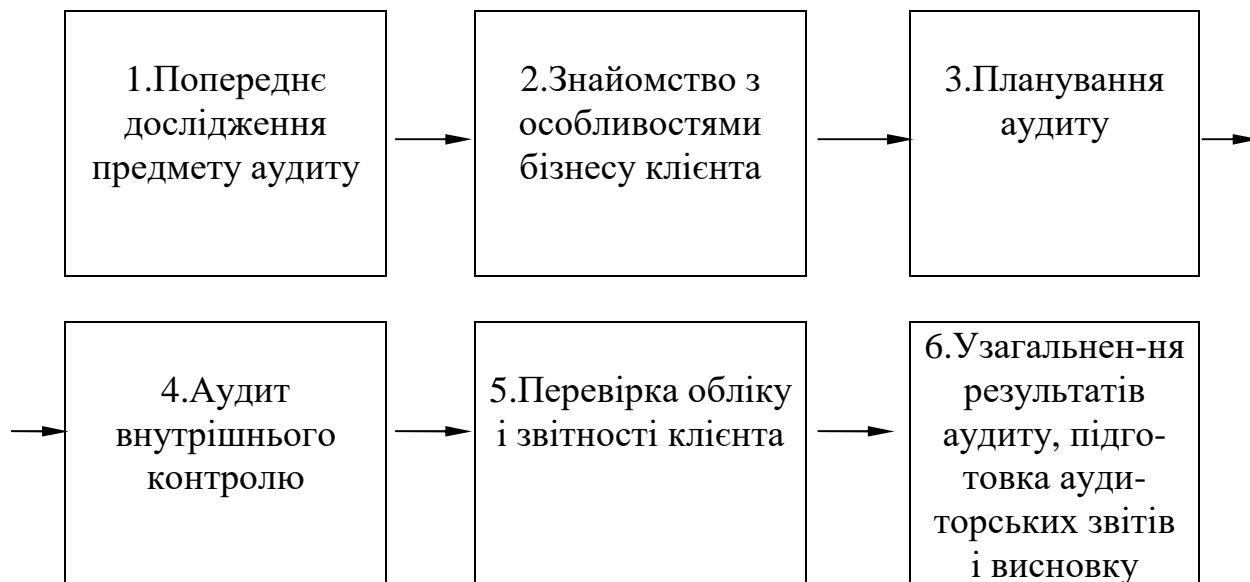 1.Попереднє
дослідження
предмету аудиту
2.Знайомство з
особливостями
бізнесу клієнта
3.Планування
аудиту
4.Аудит
внутрішнього
контролю
5.Перевірка обліку
і звітності клієнта
6.Узагальнен-ня
результатів
аудиту, підго-
товка ауди-
торських звітів
і висновку